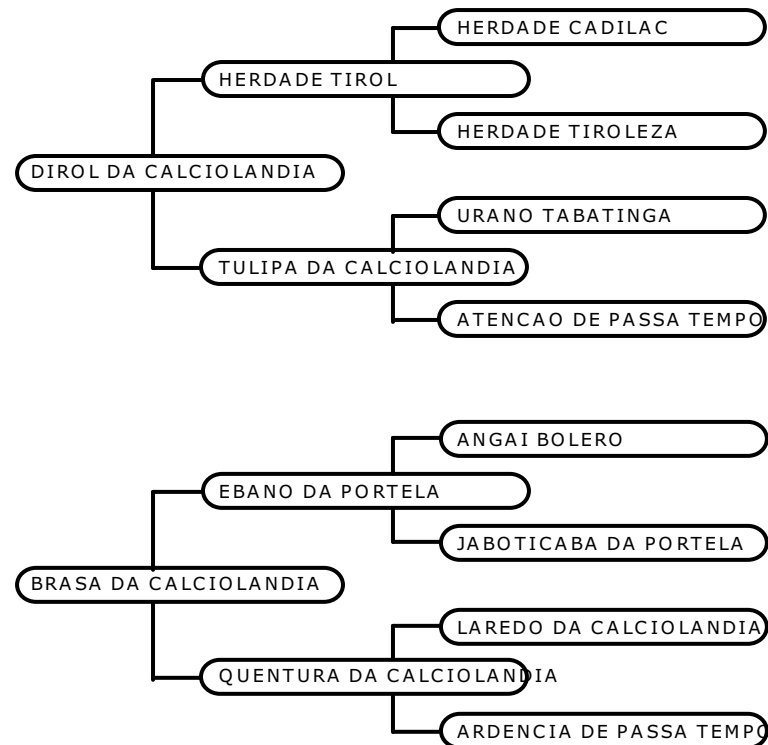 HERDADE CADILAC
HERDADE TIROL
HERDADE TIROLEZA
DIROL DA CALCIOLANDIA
URANO TABATINGA
TULIPA DA CALCIOLANDIA
ATENCAO DE PASSA TEMPO
ANGAI BOLERO
EBANO DA PORTELA
JABOTICABA DA PORTELA
BRASA DA CALCIOLANDIA
LAREDO DA CALCIOLANDIA
QUENTURA DA CALCIOLANDIA
ARDENCIA DE PASSA TEMPO